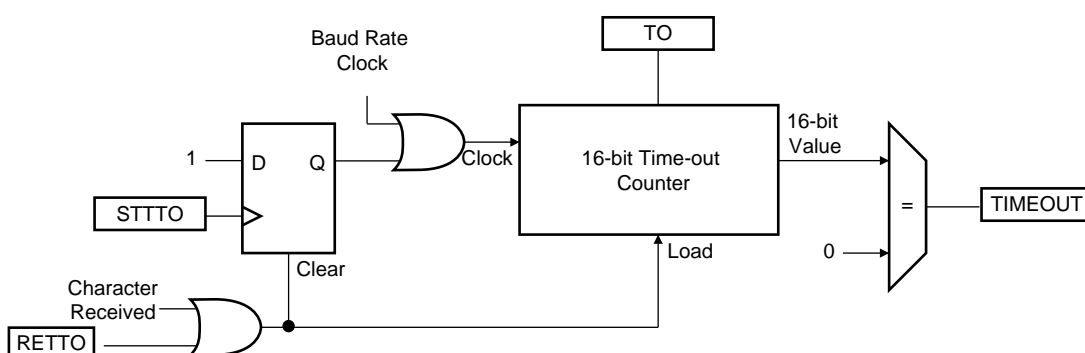 TO
Baud Rate
Clock
16-bit
Value
1
D
Q
Clock
16-bit Time-out
Counter
STTTO
=
TIMEOUT
Clear
Load
0
Character
Received
RETTO